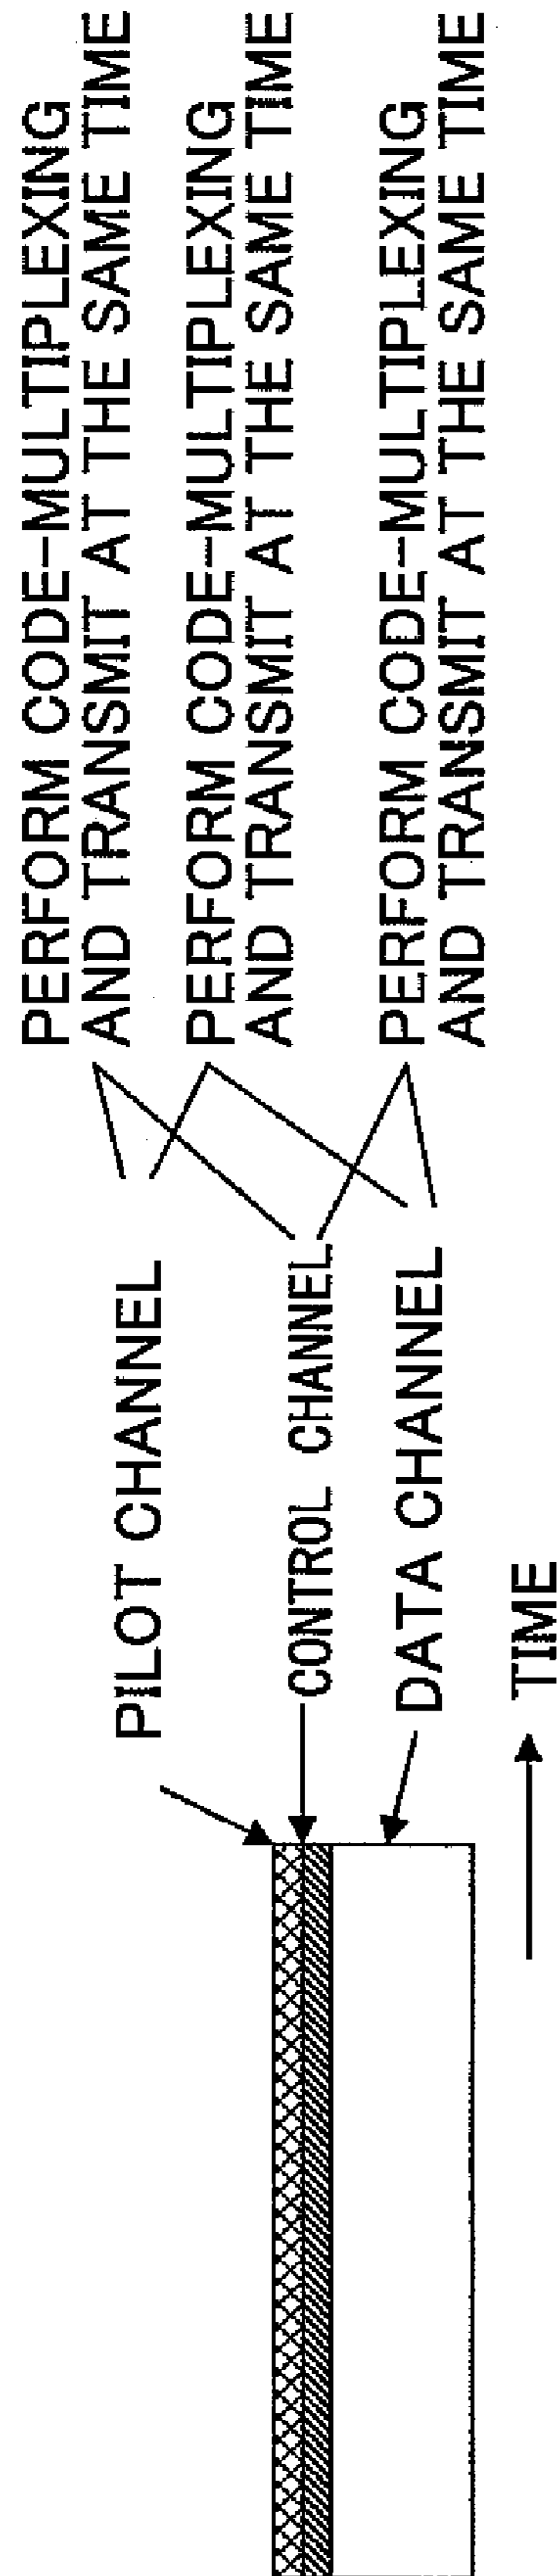 PILOT CHANNEL
CONTROL CHANNEL
DATA CHANNEL
TIME
PERFORM CODE-MULTIPLEXING
AND TRANSMIT AT THE SAME TIME
PERFORM CODE-MULTIPLEXING
AND TRANSMIT AT THE SAME TIME
PERFORM CODE-MULTIPLEXING
AND TRANSMIT AT THE SAME TIME